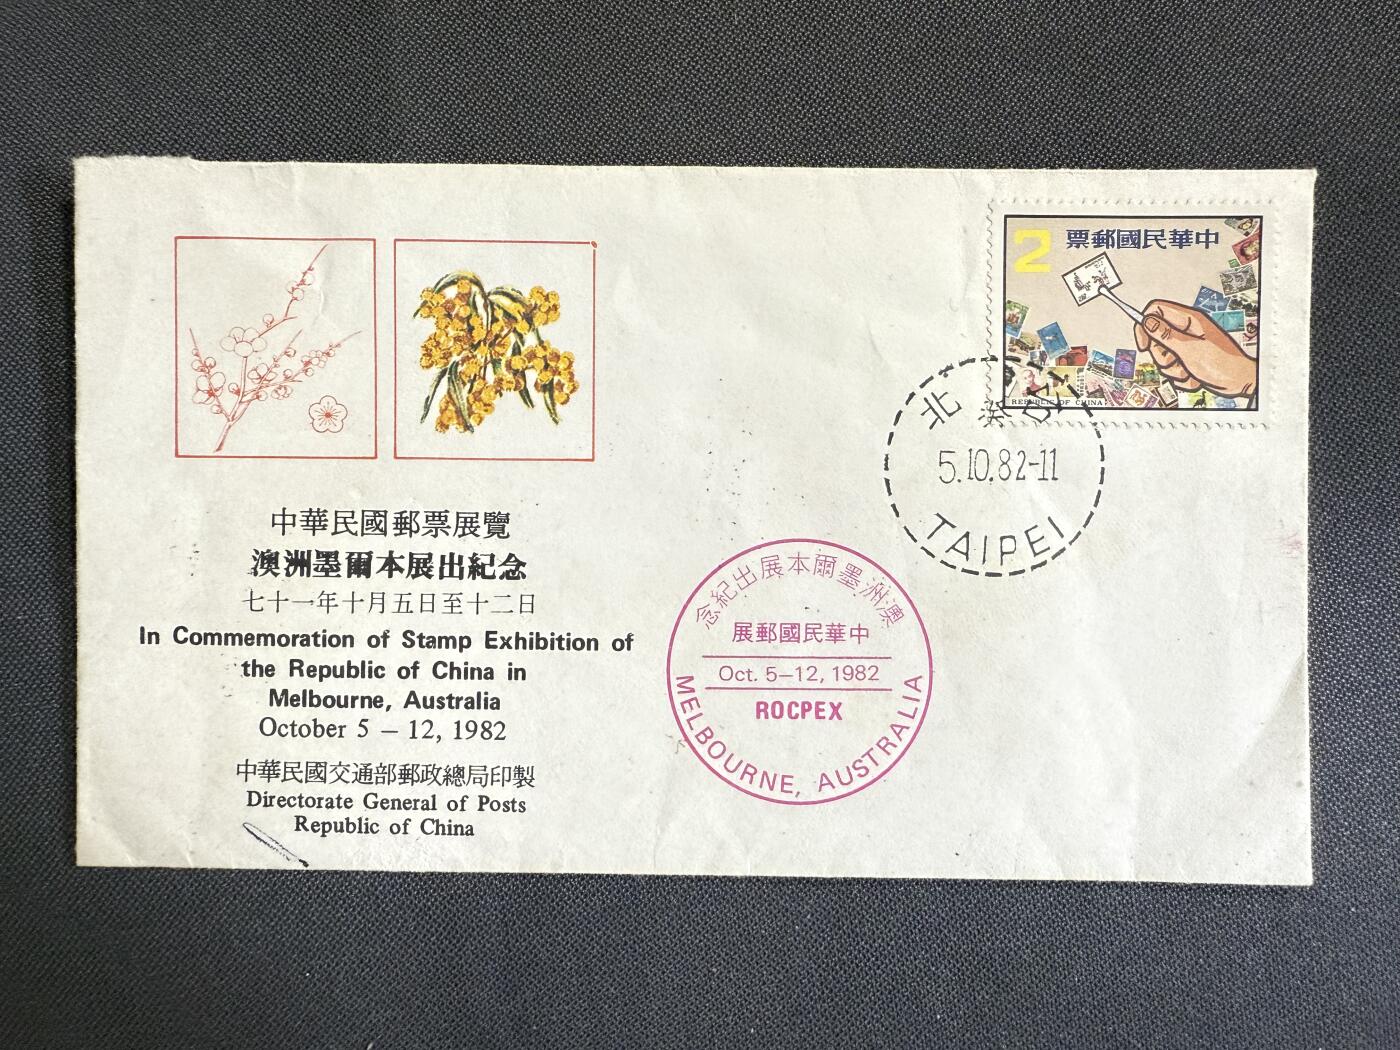 中華民國郵票展覽
澳洲墨爾本展出紀念
七十一年十月五日至十二日
In Commemoration of Stamp Exhibition of
the Republic of China in
Melbourne, Australia
October 5 – 12, 1982
中華民國交通部郵政總局印製
Directorate General of Posts
Republic of China
2
票郵國民華中
REPUBLIC OF CHINA
北
5.10.82-11
TAIPEI
念紀出展本爾墨洲澳
展郵國民華中
Oct. 5–12, 1982
ROCPEX
MELBOURNE, AUSTRALIA